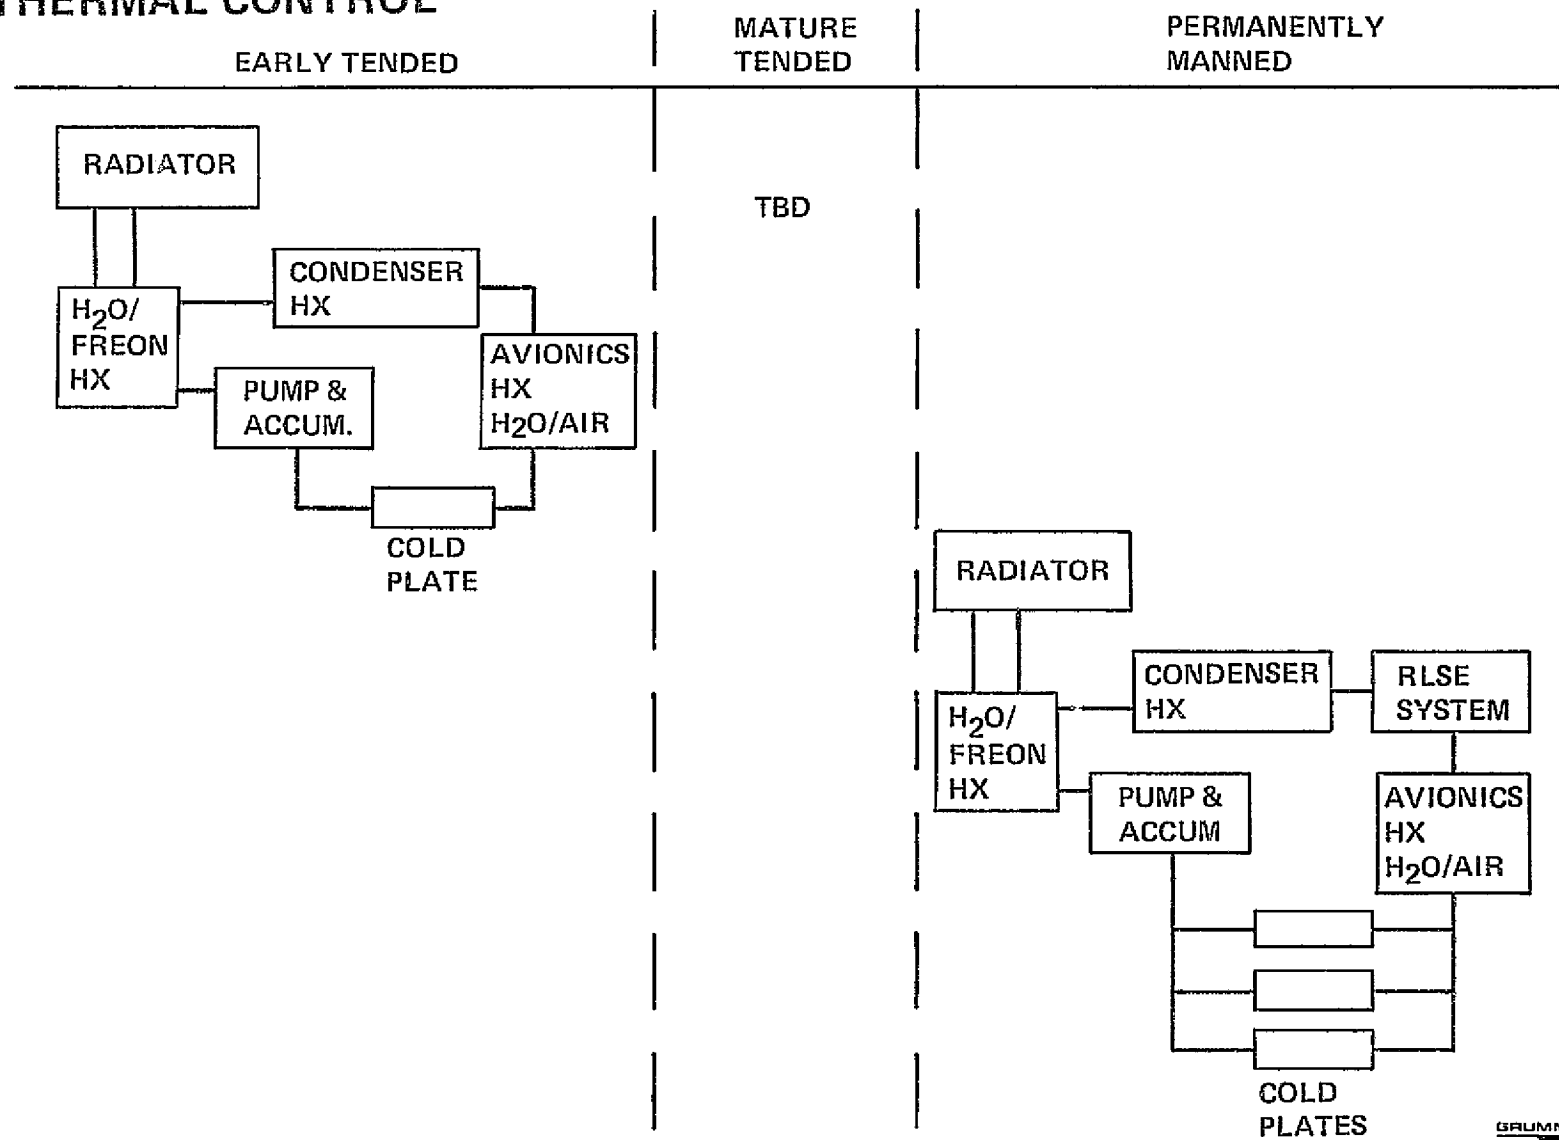 THERMAL CONTROL
EARLY TENDED
MATURE
TENDED
PERMANENTLY
MANNED
RADIATOR
H2O/
FREON
HX
CONDENSER
HX
PUMP &
ACCUM.
AVIONICS
HX
H2O/AIR
COLD
PLATE
TBD
RADIATOR
H2O/
FREON
HX
CONDENSER
HX
RLSE
SYSTEM
PUMP &
ACCUM
AVIONICS
HX
H2O/AIR
COLD
PLATES